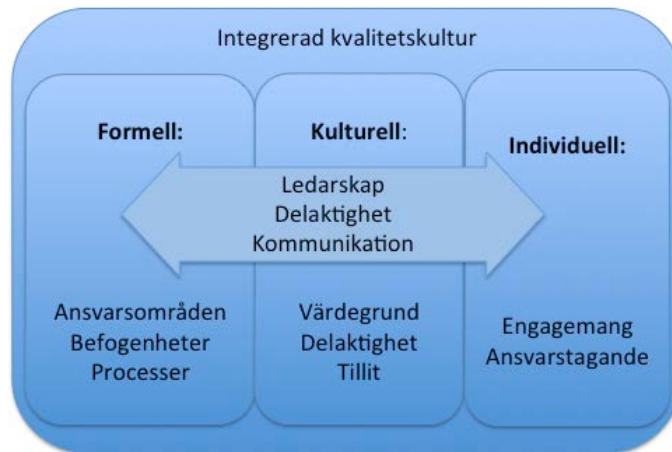 Integrerad kvalitetskultur
Formell:
Kulturell:
Individuell:
Ledarskap
Delaktighet
Kommunikation
Ansvarsområden
Befogenheter
Processer
Värdegrund
Delaktighet
Tillit
Engagemang
Ansvarstagande